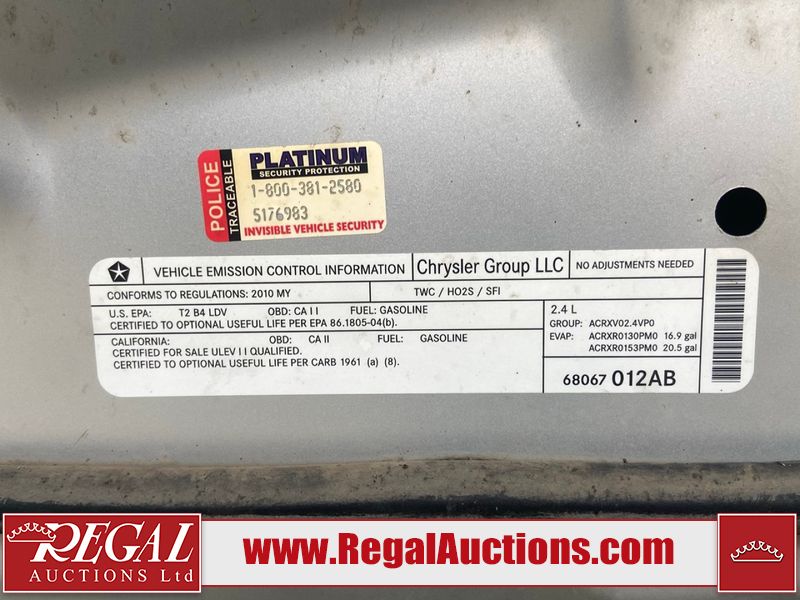 POLICE
TRACEABLE
PLATINUM
SECURITY PROTECTION
1-800-381-2580
5176983
INVISIBLE VEHICLE SECURITY
VEHICLE EMISSION CONTROL INFORMATION
Chrysler Group LLC
NO ADJUSTMENTS NEEDED
CONFORMS TO REGULATIONS: 2010 MY
TWC / HO2S / SFI
U.S. EPA: T2 B4 LDV OBD: CA I I FUEL: GASOLINE
CERTIFIED TO OPTIONAL USEFUL LIFE PER EPA 86.1805-04(b).
CALIFORNIA: OBD: CA II FUEL: GASOLINE
CERTIFIED FOR SALE ULEV I I QUALIFIED.
CERTIFIED TO OPTIONAL USEFUL LIFE PER CARB 1961 (a) (8).
2.4 L
GROUP: ACRXV02.4VP0
EVAP: ACRXR0130PM0 16.9 gal
ACRXR0153PM0 20.5 gal
68067 012AB
REGAL
AUCTIONS Ltd
www.RegalAuctions.com